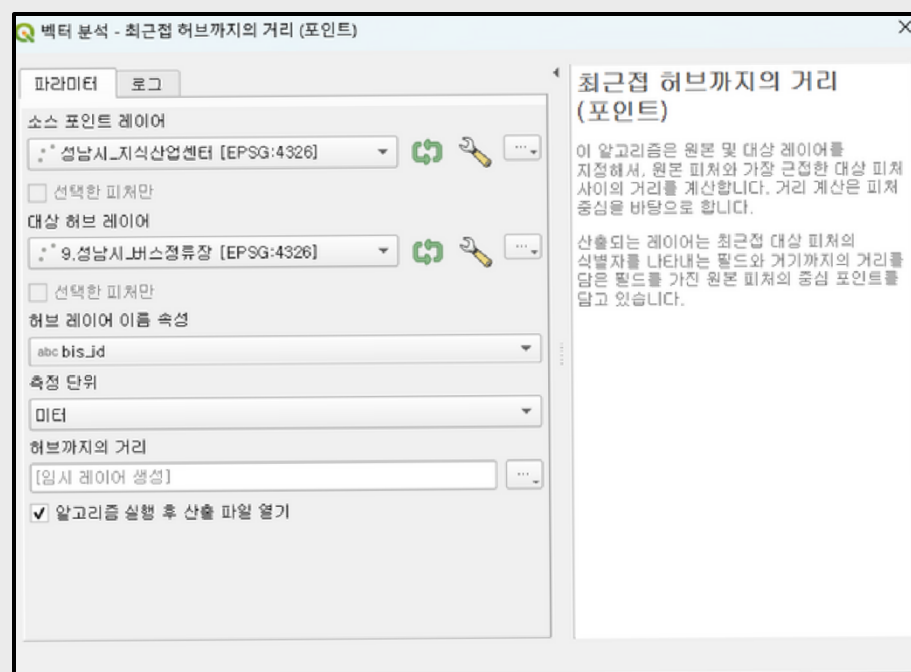 벡터 분석 - 최근접 허브까지의 거리 (포인트)
파라미터
로그
소스 포인트 레이어
성남시_지식산업센터 [EPSG:4326]
선택한 피처만
대상 허브 레이어
9.성남시_버스정류장 [EPSG:4326]
선택한 피처만
허브 레이어 이름 속성
abc bis_id
측정 단위
미터
허브까지의 거리
[임시 레이어 생성]
알고리즘 실행 후 산출 파일 열기
최근접 허브까지의 거리
(포인트)
이 알고리즘은 원본 및 대상 레이어를
지정해서, 원본 피처와 가장 근접한 대상 피처
사이의 거리를 계산합니다. 거리 계산은 피처
중심을 바탕으로 합니다.
산출되는 레이어는 최근접 대상 피처의
식별자를 나타내는 필드와 거기까지의 거리를
담은 필드를 가진 원본 피처의 중심 포인트를
담고 있습니다.